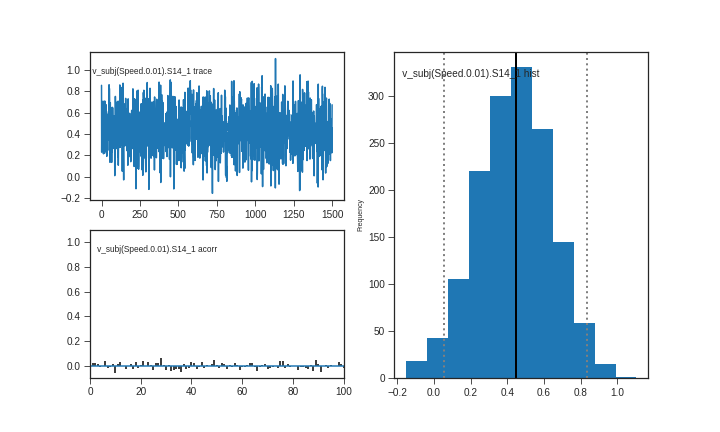 v_subj(Speed.0.01).S14_1 trace
1.0
0.8
0.6
0.4
0.2
0.0
−0.2
0 250 500 750 1000 1250 1500
v_subj(Speed.0.01).S14_1 acorr
1.0
0.8
0.6
0.4
0.2
0.0
0 20 40 60 80 100
v_subj(Speed.0.01).S14_1 hist
Frequency
300
250
200
150
100
50
0
−0.2 0.0 0.2 0.4 0.6 0.8 1.0